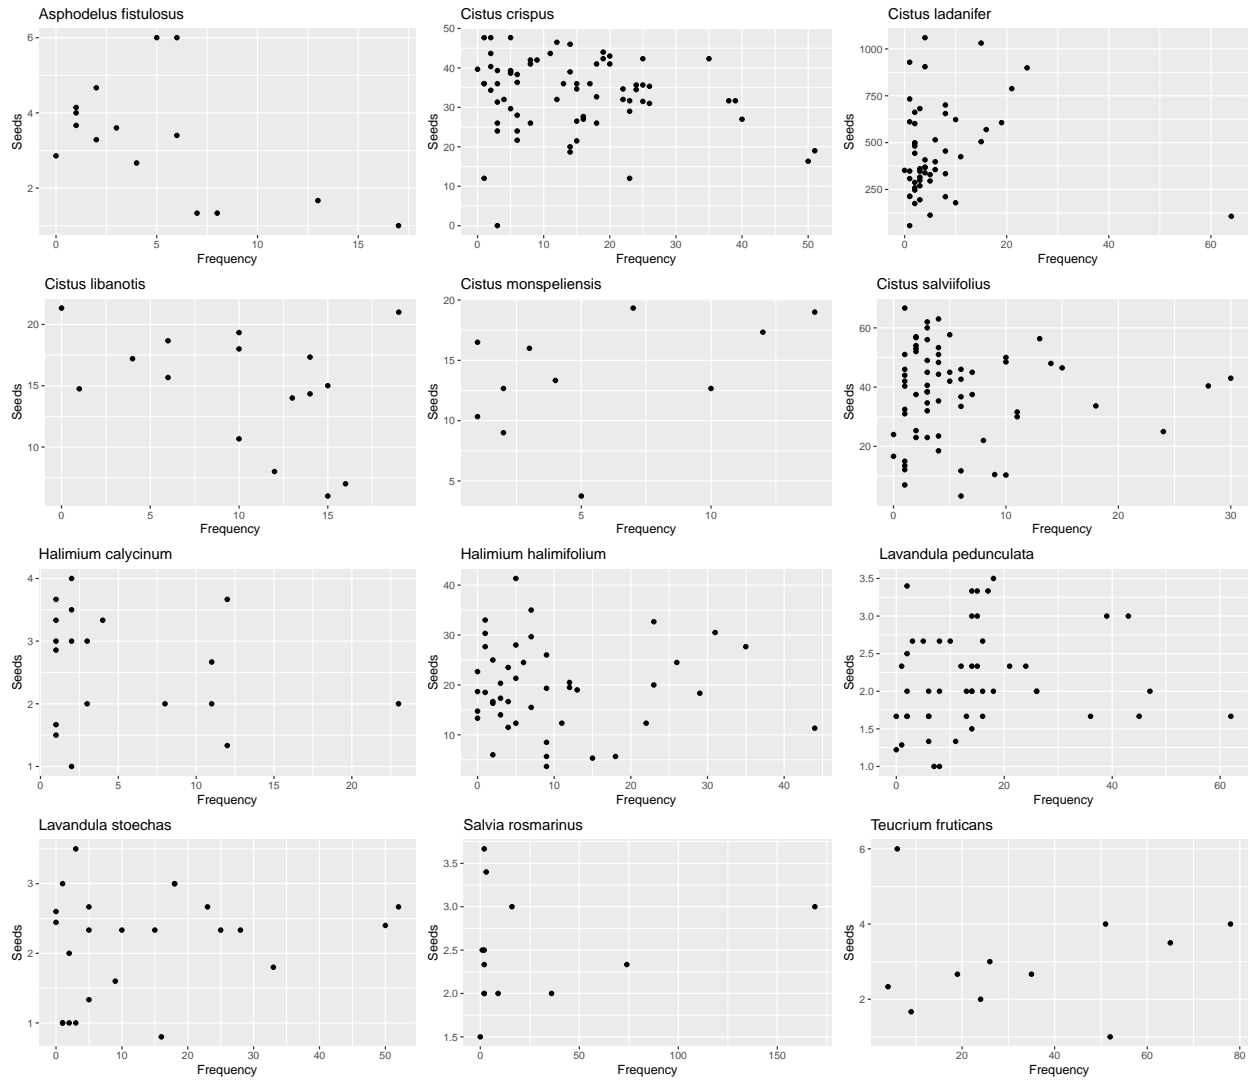 Asphodelus fistulosus
6
4
2
Seeds
0
5
10
15
Frequency
Cistus crispus
50
40
30
20
10
0
Seeds
0
10
20
30
40
50
Frequency
Cistus ladanifer
1000
750
500
250
Seeds
0
20
40
60
Frequency
Cistus libanotis
20
15
10
Seeds
0
5
10
15
Frequency
Cistus monspeliensis
20
15
10
5
Seeds
5
10
Frequency
Cistus salviifolius
60
40
20
Seeds
0
10
20
30
Frequency
Halimium calycinum
4
3
2
1
Seeds
0
5
10
15
20
Frequency
Halimium halimifolium
40
30
20
10
Seeds
0
10
20
30
40
Frequency
Lavandula pedunculata
3.5
3.0
2.5
2.0
1.5
1.0
Seeds
0
20
40
60
Frequency
Lavandula stoechas
3
2
1
Seeds
0
10
20
30
40
50
Frequency
Salvia rosmarinus
3.5
3.0
2.5
2.0
1.5
Seeds
0
50
100
150
Frequency
Teucrium fruticans
6
4
2
Seeds
20
40
60
80
Frequency